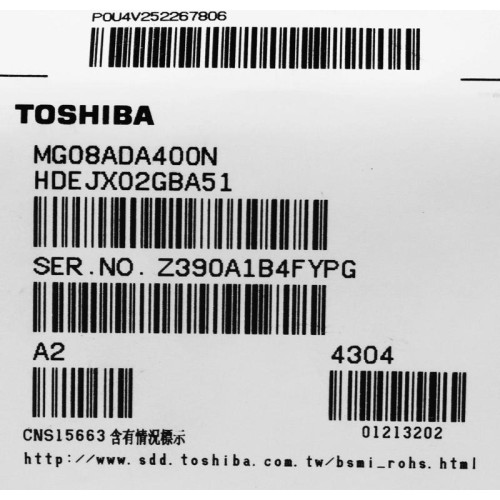 POU4V252267806
TOSHIBA
MG08ADA400N
HDEJX02GBA51
SER.NO. Z390A1B4FYPG
A2
4304
CNS15663 含有情況標示
01213202
http://www.sdd.toshiba.com.tw/bsmi_rohs.html